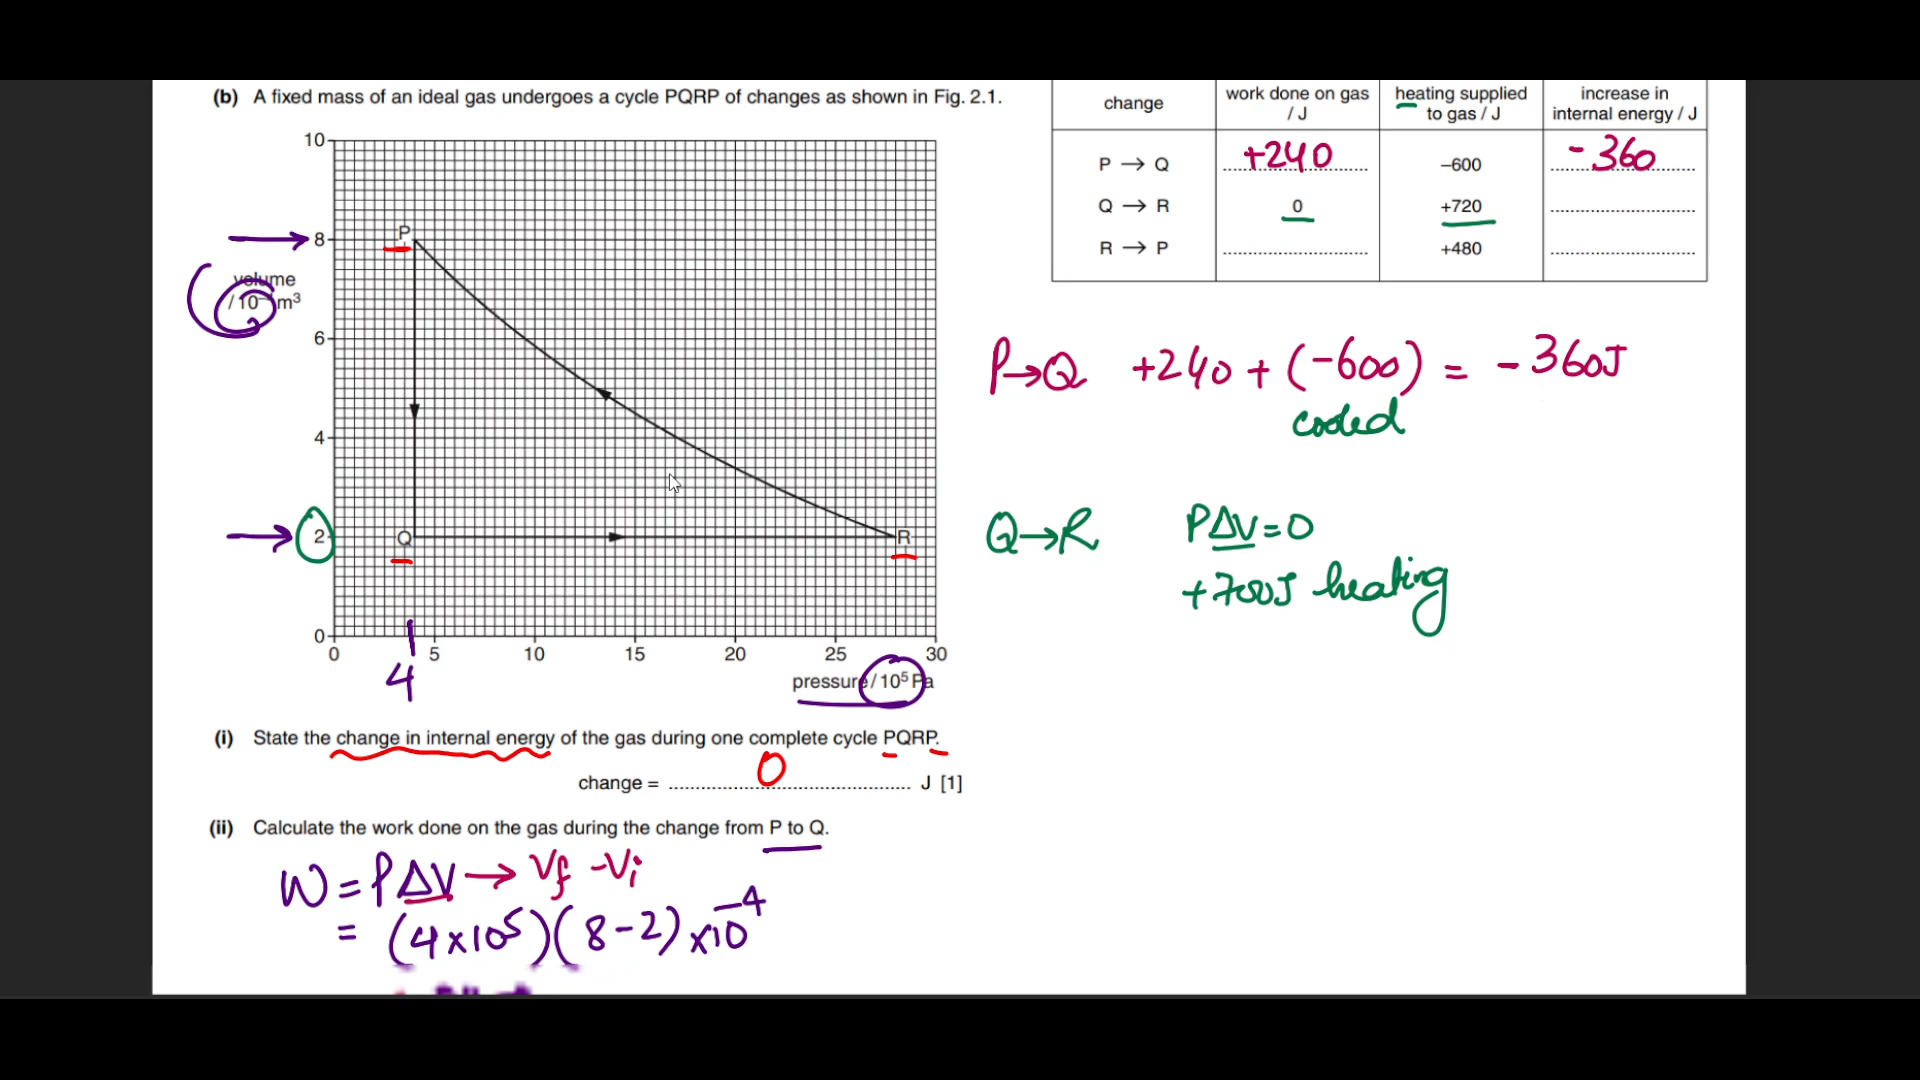 (b) A fixed mass of an ideal gas undergoes a cycle PQRP of changes as shown in Fig. 2.1.
10
8
P
volume
/ 10 m³
6
4
2
Q
R
0
0 5 10 15 20 25 30
4
pressure / 10⁵ Pa
(i) State the change in internal energy of the gas during one complete cycle PQRP.
change = 0 J [1]
(ii) Calculate the work done on the gas during the change from P to Q.
W = PΔV → Vf - Vi
= (4×10⁵)(8-2)×10⁻⁴
change work done on gas / J heating supplied to gas / J increase in internal energy / J
P → Q +240 –600 -360
Q → R 0 +720
R → P +480
P→Q +240 + (-600) = -360J
cooled
Q→R PΔV=0
+700J heating